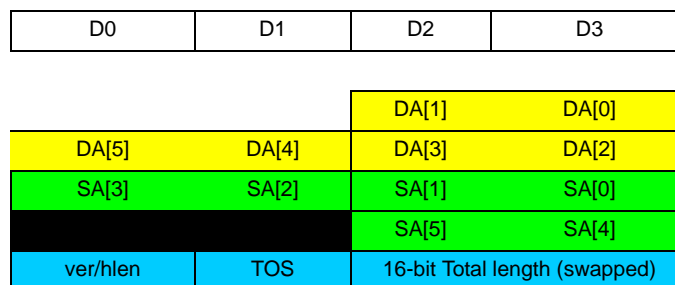 D0 D1 D2 D3
DA[1] DA[0]
DA[5] DA[4] DA[3] DA[2]
SA[3] SA[2] SA[1] SA[0]
SA[5] SA[4]
ver/hlen TOS 16-bit Total length (swapped)